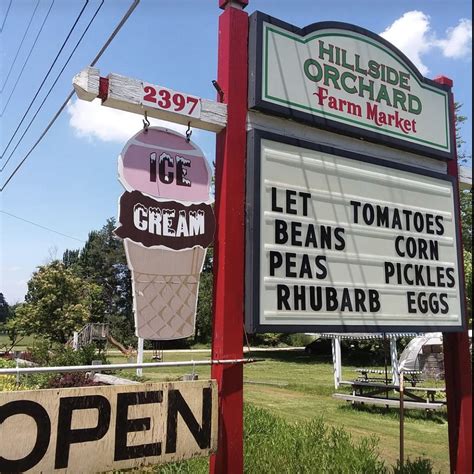 HILLSIDE
ORCHARD
Farm Market
2397
ICE
CREAM
LET TOMATOES
BEANS CORN
PEAS PICKLES
RHUBARB EGGS
OPEN